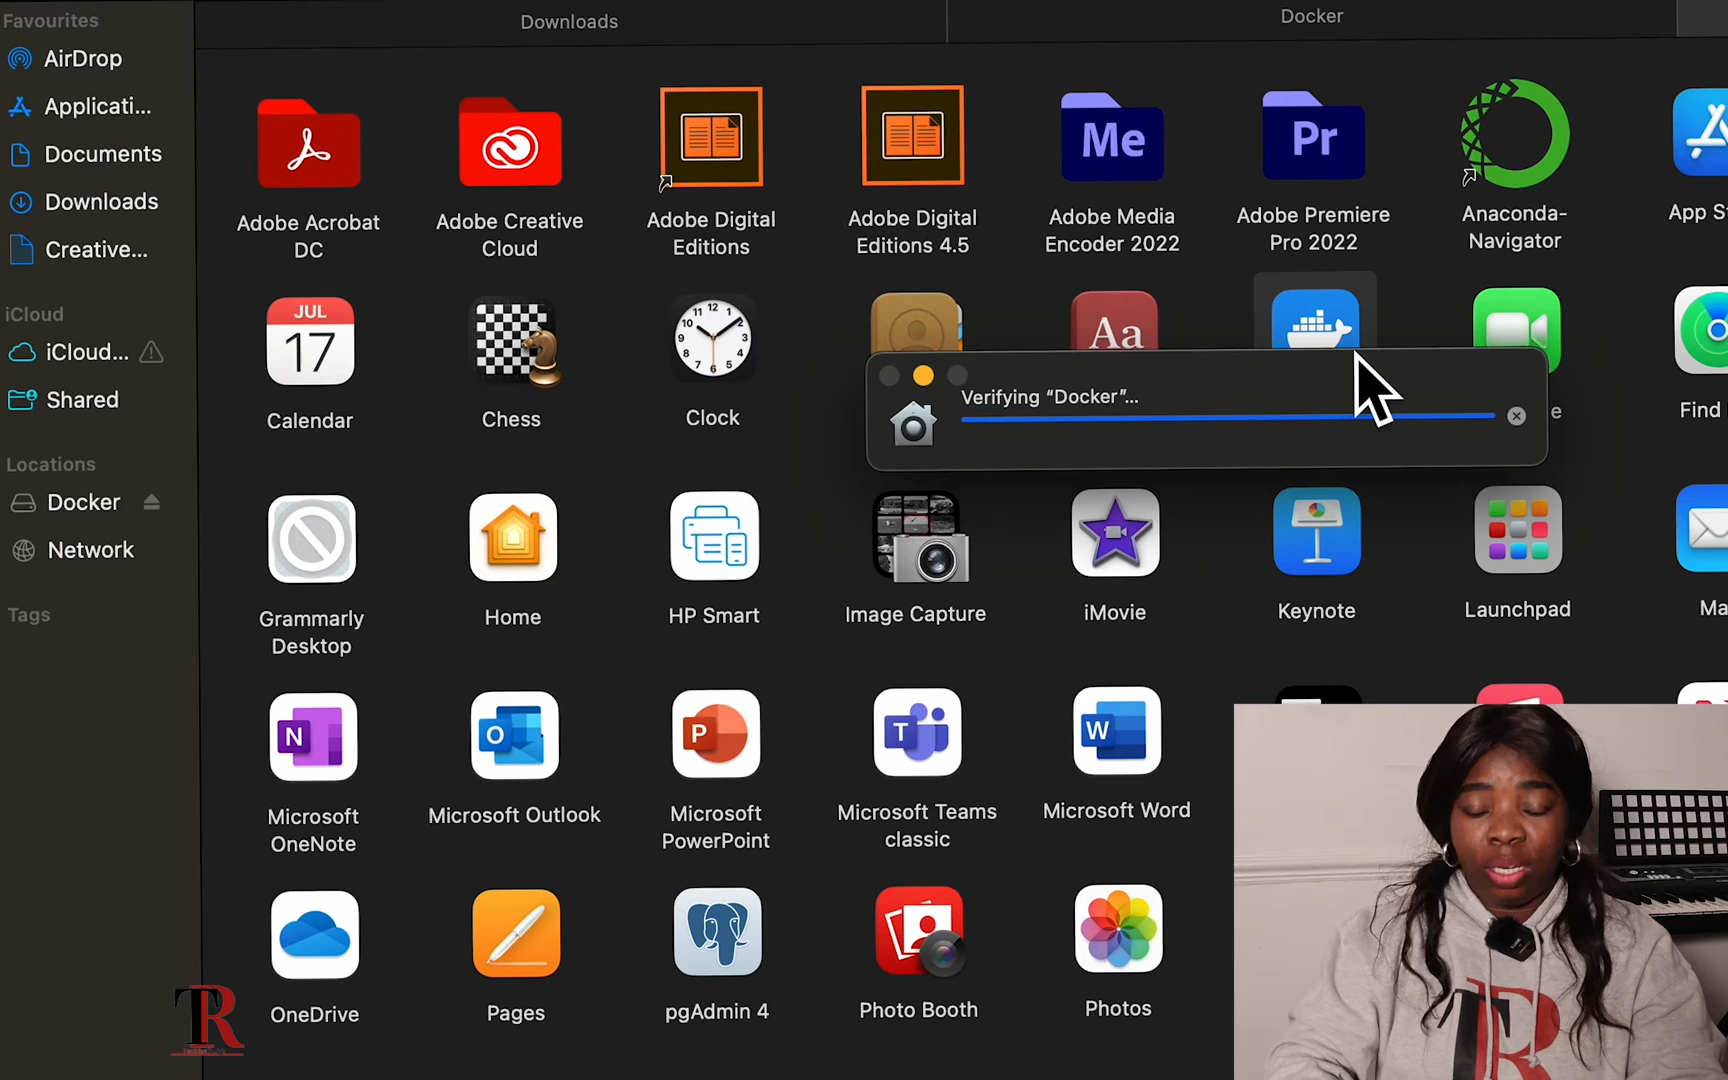 Favourites
AirDrop
Applicati...
Documents
Downloads
Creative...
iCloud
iCloud...
Shared
Locations
Docker
Network
Tags
Downloads
Docker
Adobe Acrobat
DC
Adobe Creative
Cloud
Adobe Digital
Editions
Adobe Digital
Editions 4.5
Me
Adobe Media
Encoder 2022
Pr
Adobe Premiere
Pro 2022
Anaconda-
Navigator
App St
JUL
17
Calendar
Chess
12
Clock
Aa
Verifying “Docker”...
e
Find
Grammarly
Desktop
Home
HP Smart
Image Capture
iMovie
Keynote
Launchpad
Ma
N
Microsoft
OneNote
O
Microsoft Outlook
P
Microsoft
PowerPoint
T
Microsoft Teams
classic
W
Microsoft Word
OneDrive
Pages
pgAdmin 4
Photo Booth
Photos
TR
TR